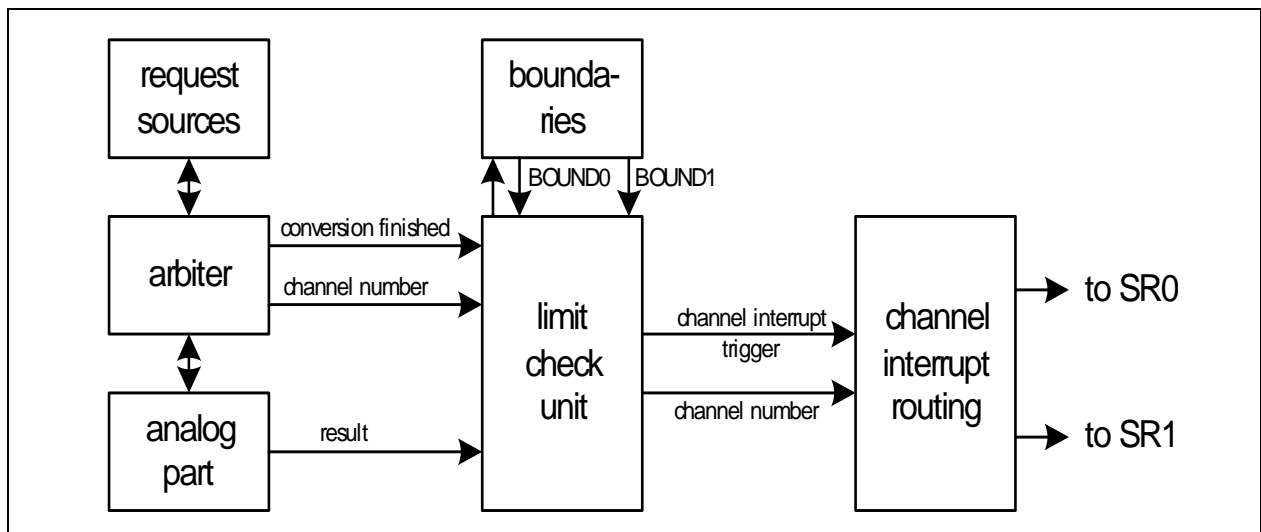 request
sources
bounda-
ries
BOUND0
BOUND1
conversion finished
arbiter
channel number
limit
check
unit
channel interrupt
trigger
channel number
channel
interrupt
routing
to SR0
to SR1
analog
part
result